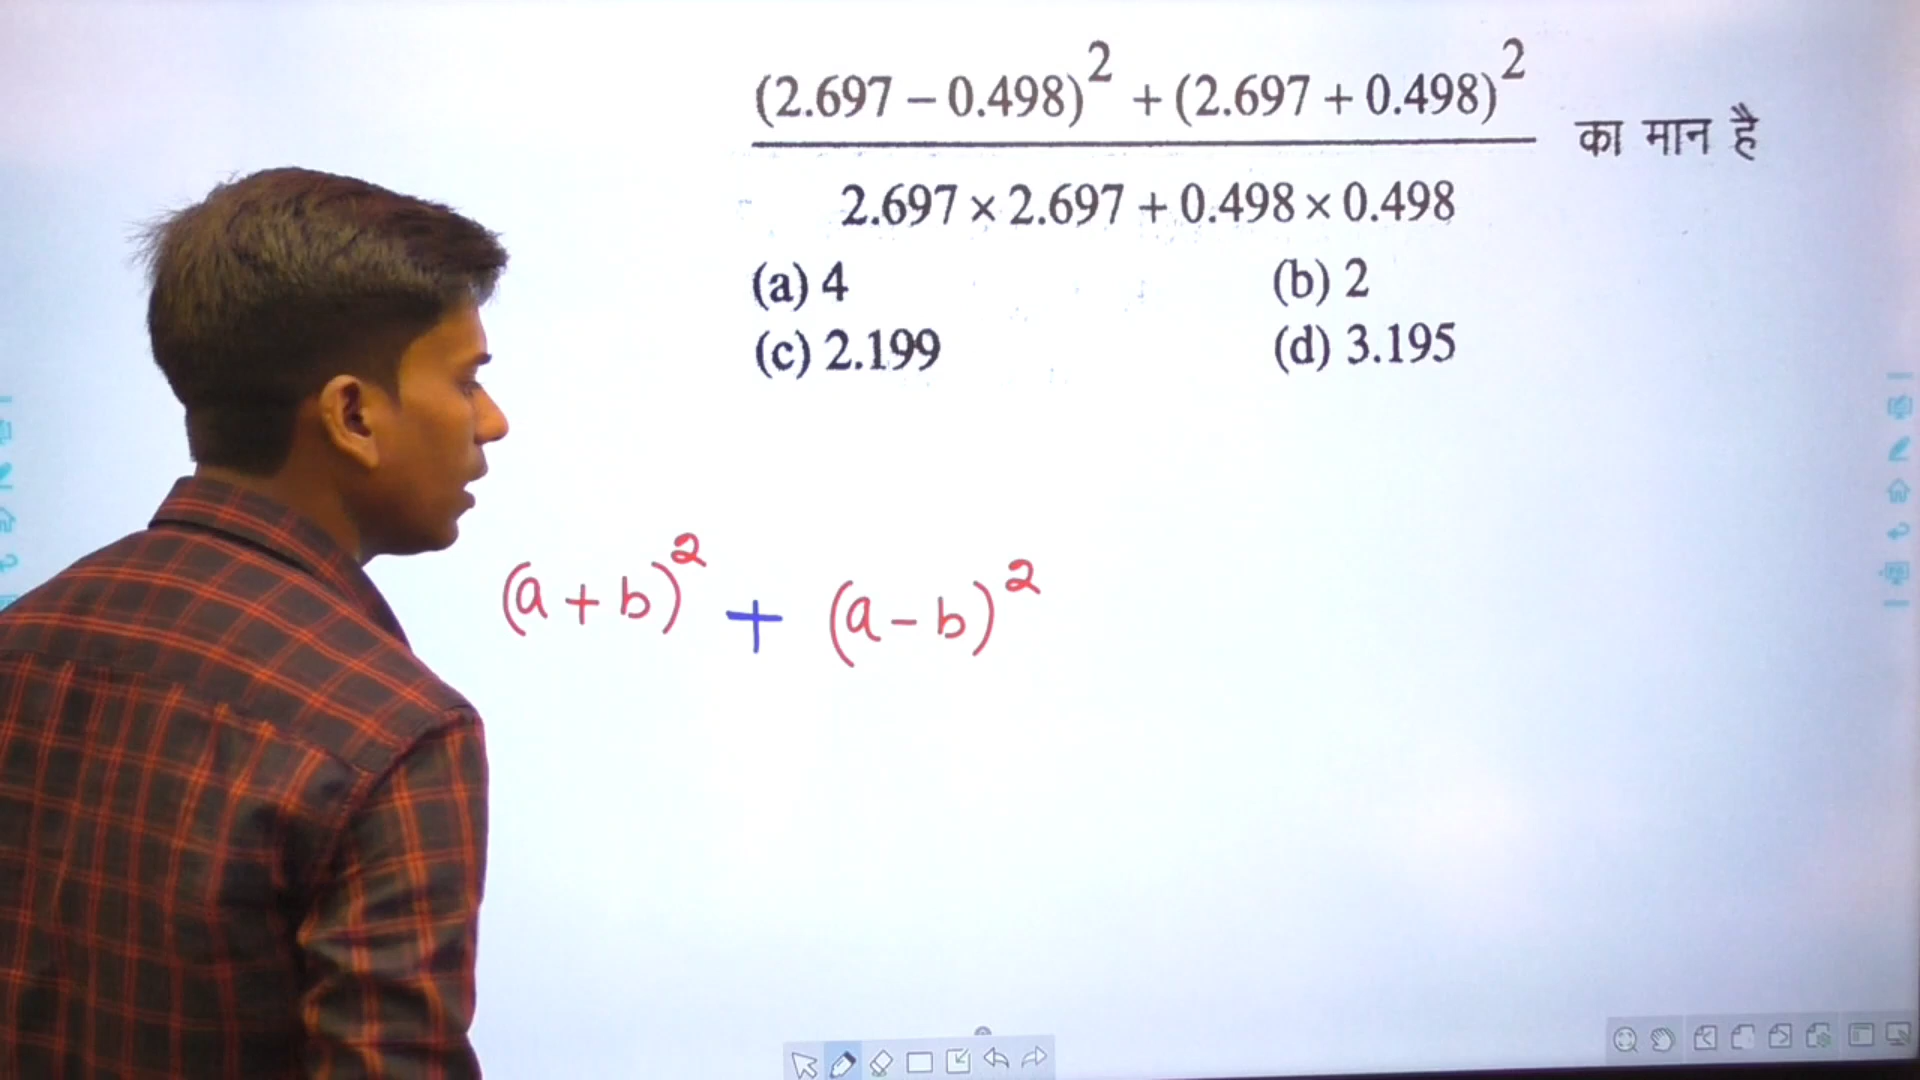 (2.697 – 0.498)² + (2.697 + 0.498)²
2.697 × 2.697 + 0.498 × 0.498
का मान है
(a) 4 (b) 2
(c) 2.199 (d) 3.195
(a + b)² + (a - b)²